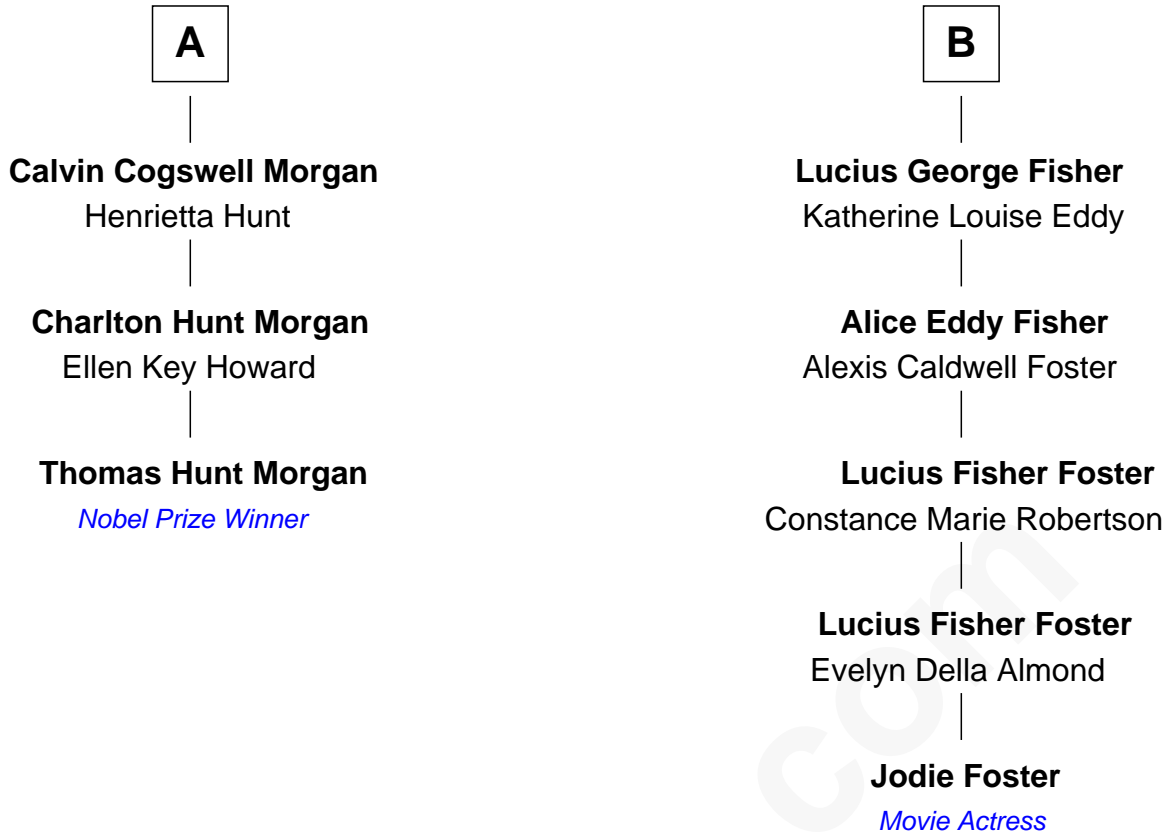 A
Calvin Cogswell Morgan
Henrietta Hunt
Charlton Hunt Morgan
Ellen Key Howard
Thomas Hunt Morgan
Nobel Prize Winner
B
Lucius George Fisher
Katherine Louise Eddy
Alice Eddy Fisher
Alexis Caldwell Foster
Lucius Fisher Foster
Constance Marie Robertson
Lucius Fisher Foster
Evelyn Della Almond
Jodie Foster
Movie Actress
com